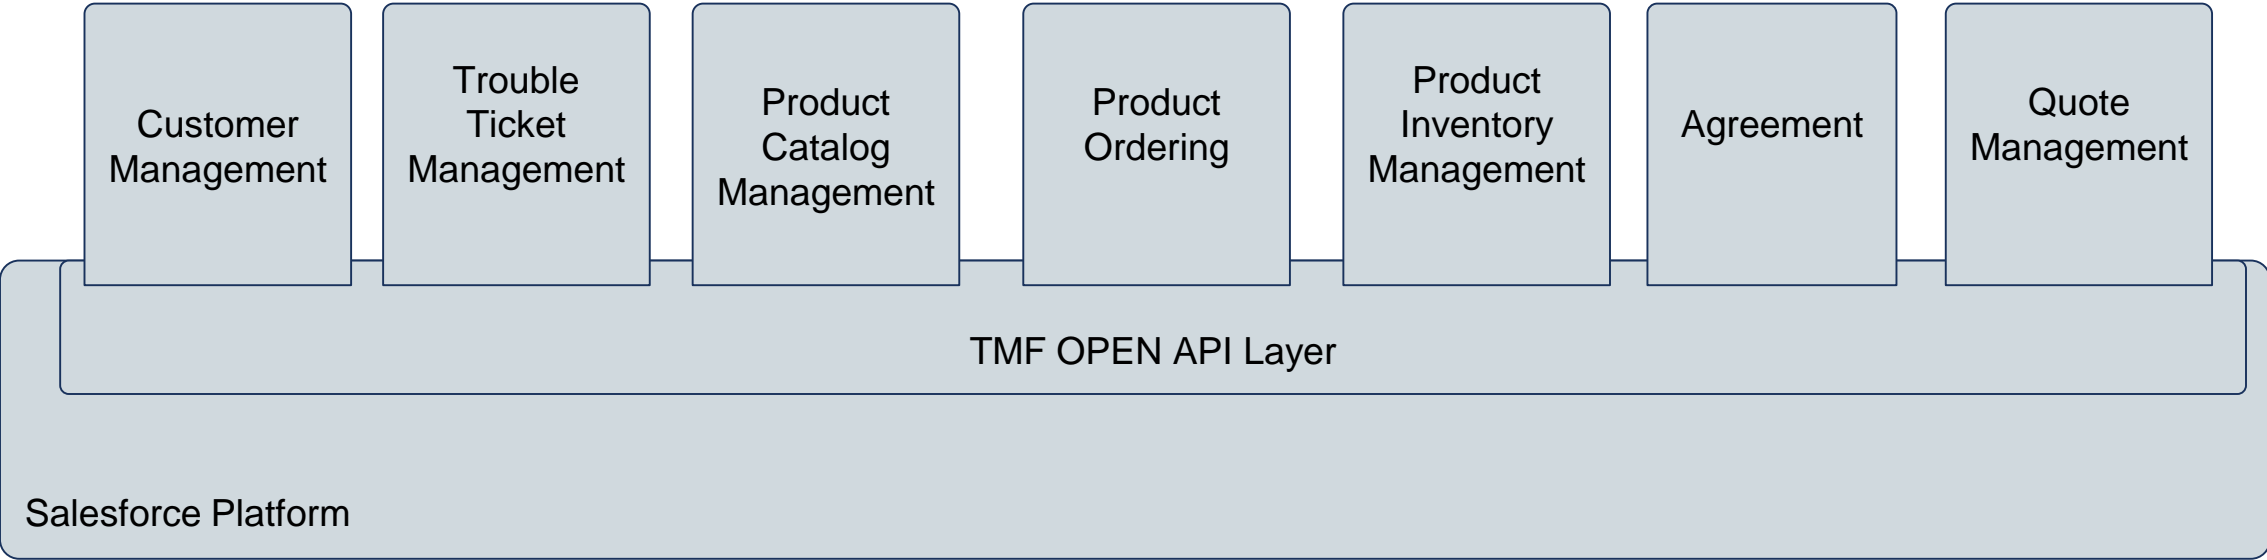 Customer
Management
Trouble
Ticket
Management
Product
Catalog
Management
Product
Ordering
Product
Inventory
Management
Agreement
Quote
Management
TMF OPEN API Layer
Salesforce Platform